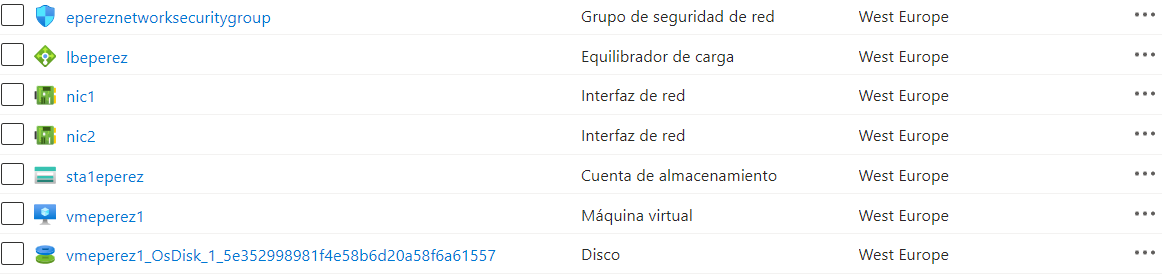 epereznetworksecuritygroup Grupo de seguridad de red West Europe
lbeperez Equilibrador de carga West Europe
nic1 Interfaz de red West Europe
nic2 Interfaz de red West Europe
sta1eperez Cuenta de almacenamiento West Europe
vmeperez1 Máquina virtual West Europe
vmeperez1_OsDisk_1_5e352998981f4e58b6d20a58f6a61557 Disco West Europe